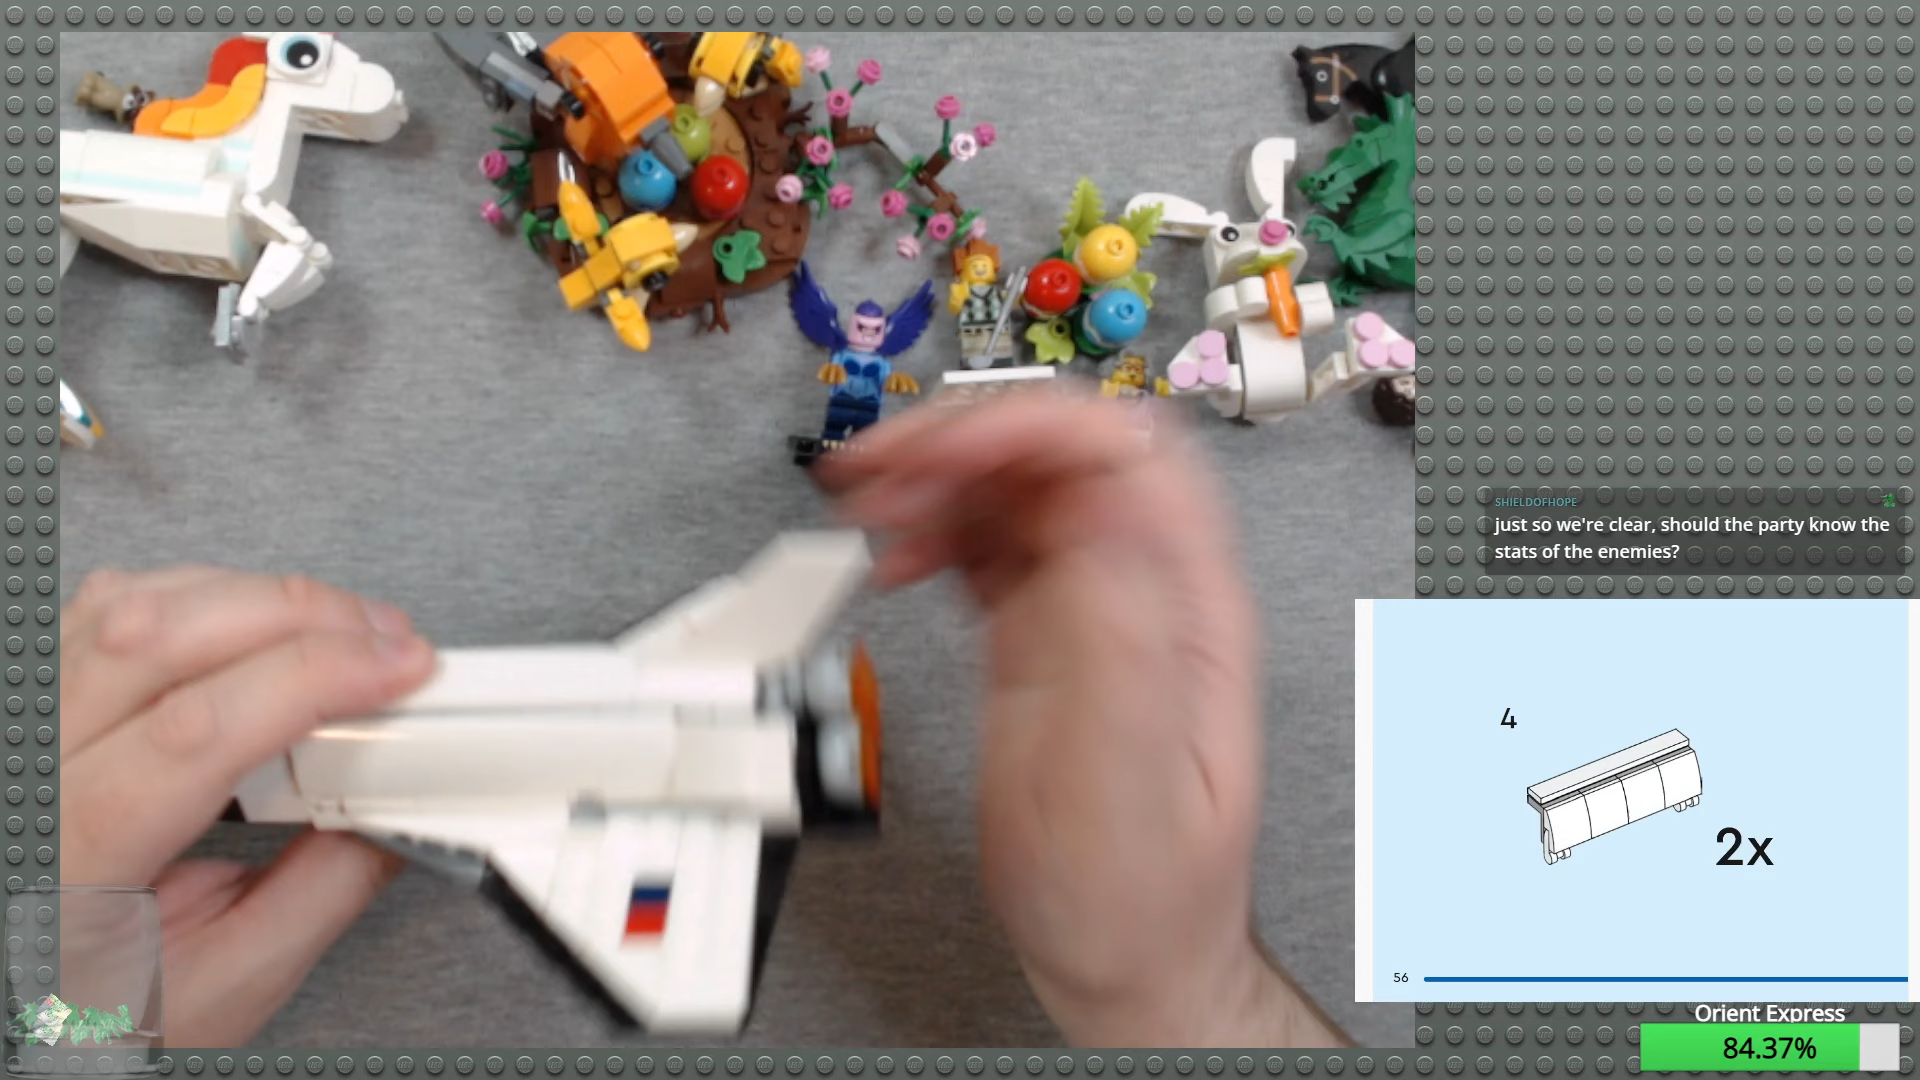 SHIELDOFHOPE
just so we're clear, should the party know the
stats of the enemies?
4
2x
56
Orient Express
84.37%